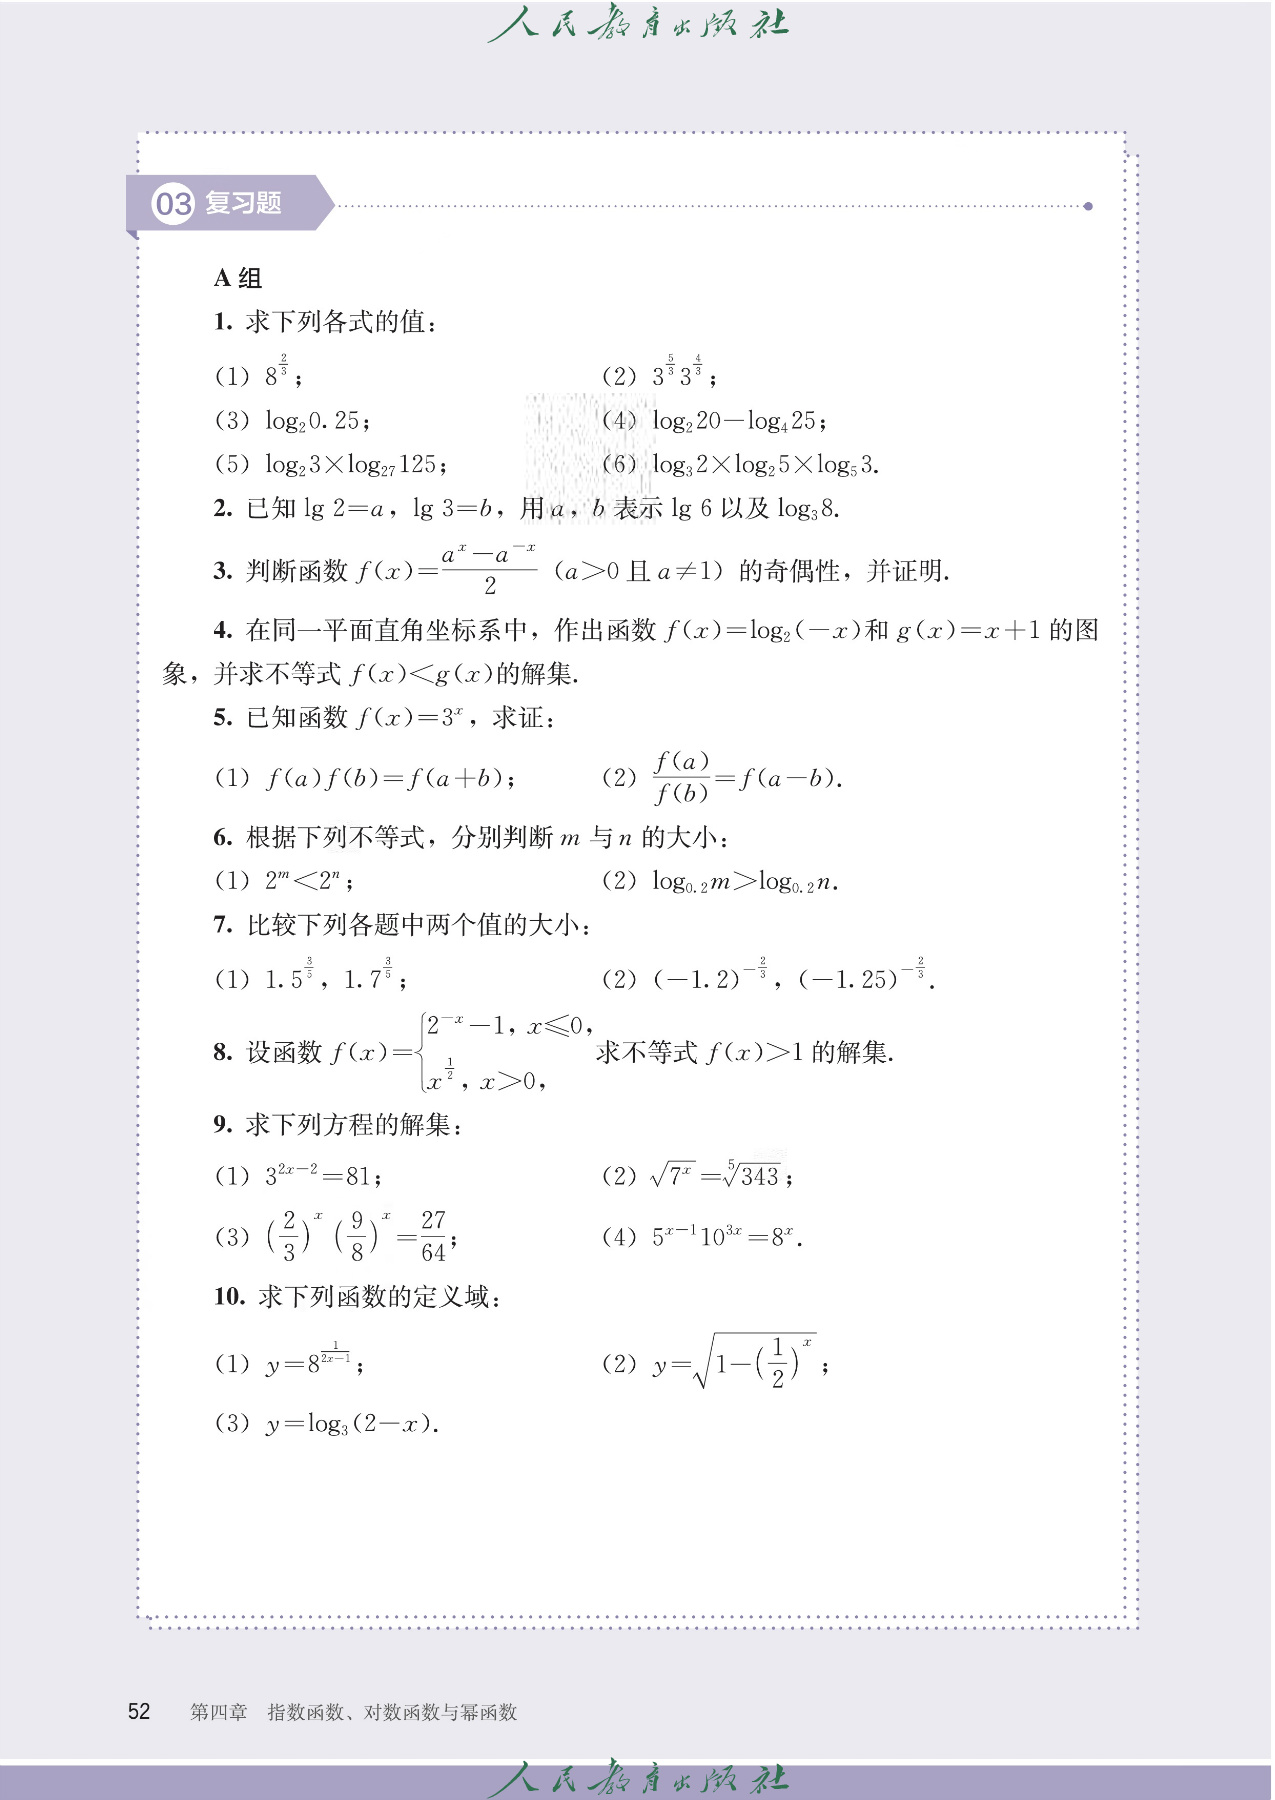 人民教育出版社
03 复习题
A 组
1. 求下列各式的值：
（1）$8^{\frac{2}{3}}$； （2）$3^{\frac{5}{3}}3^{\frac{4}{3}}$；
（3）$\log_2 0.25$； （4）$\log_2 20-\log_4 25$；
（5）$\log_2 3\times\log_{27}125$； （6）$\log_3 2\times\log_2 5\times\log_5 3$.
2. 已知 lg 2=a，lg 3=b，用 a，b 表示 lg 6 以及 $\log_3 8$.
3. 判断函数 $f(x)=\frac{a^x-a^{-x}}{2}$（a>0 且 a≠1）的奇偶性，并证明.
4. 在同一平面直角坐标系中，作出函数 $f(x)=\log_2(-x)$和 $g(x)=x+1$ 的图
象，并求不等式 f(x)<g(x)的解集.
5. 已知函数 $f(x)=3^x$，求证：
（1）f(a)f(b)=f(a+b)； （2）$\frac{f(a)}{f(b)}=f(a-b)$.
6. 根据下列不等式，分别判断 m 与 n 的大小：
（1）$2^m<2^n$； （2）$\log_{0.2}m>\log_{0.2}n$.
7. 比较下列各题中两个值的大小：
（1）$1.5^{\frac{3}{5}}$，$1.7^{\frac{3}{5}}$； （2）$(-1.2)^{-\frac{2}{3}}$，$(-1.25)^{-\frac{2}{3}}$.
8. 设函数 $f(x)=\begin{cases}2^{-x}-1, x\leqslant 0,\\ x^{\frac{1}{2}}, x>0,\end{cases}$ 求不等式 f(x)>1 的解集.
9. 求下列方程的解集：
（1）$3^{2x-2}=81$； （2）$\sqrt{7^x}=\sqrt[5]{343}$；
（3）$\left(\frac{2}{3}\right)^x\left(\frac{9}{8}\right)^x=\frac{27}{64}$； （4）$5^{x-1}10^{3x}=8^x$.
10. 求下列函数的定义域：
（1）$y=8^{\frac{1}{2x-1}}$； （2）$y=\sqrt{1-\left(\frac{1}{2}\right)^x}$；
（3）$y=\log_3(2-x)$.
52 第四章 指数函数、对数函数与幂函数
人民教育出版社